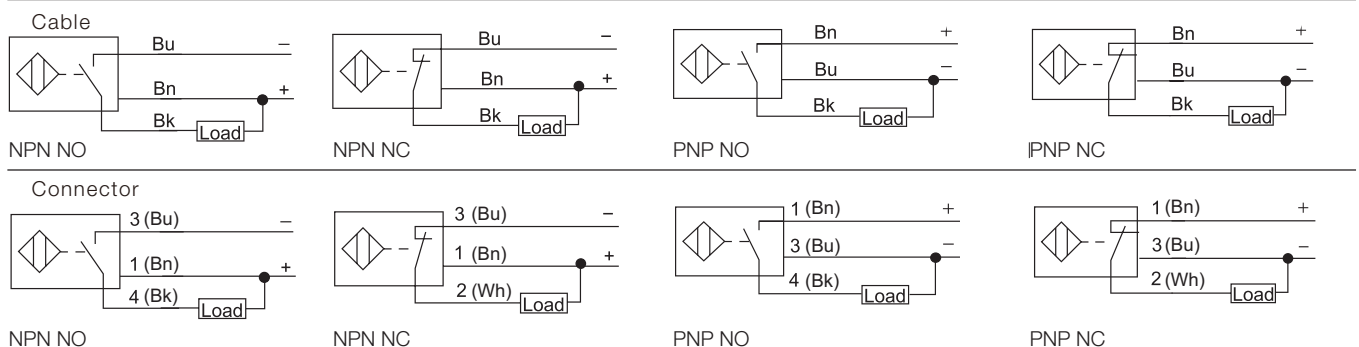 Cable
Bu –
Bn +
Bk Load
NPN NO
Bu –
Bn +
Bk Load
NPN NC
Bn +
Bu –
Bk Load
PNP NO
Bn +
Bu –
Bk Load
PNP NC
Connector
3 (Bu) –
1 (Bn) +
4 (Bk) Load
NPN NO
3 (Bu) –
1 (Bn) +
2 (Wh) Load
NPN NC
1 (Bn) +
3 (Bu) –
4 (Bk) Load
PNP NO
1 (Bn) +
3 (Bu) –
2 (Wh) Load
PNP NC